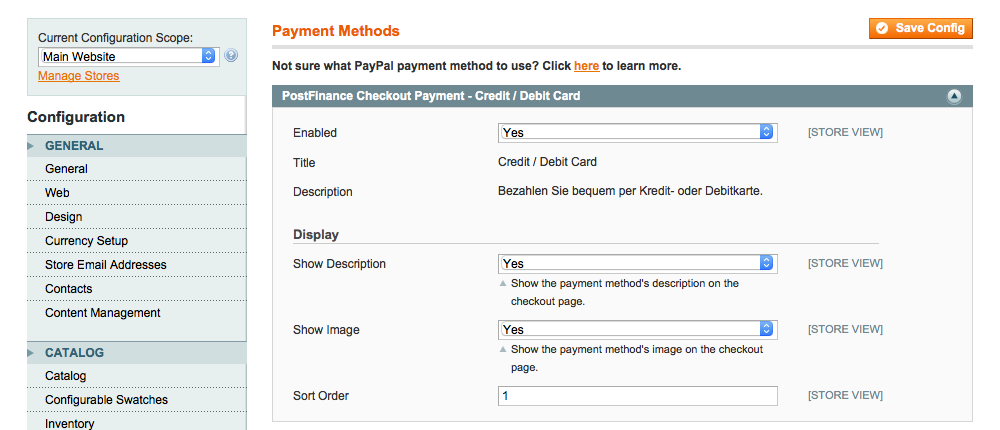 Current Configuration Scope:
Main Website
Manage Stores
Configuration
GENERAL
General
Web
Design
Currency Setup
Store Email Addresses
Contacts
Content Management
CATALOG
Catalog
Configurable Swatches
Inventory
Payment Methods
Save Config
Not sure what PayPal payment method to use? Click here to learn more.
PostFinance Checkout Payment - Credit / Debit Card
Enabled Yes [STORE VIEW]
Title Credit / Debit Card
Description Bezahlen Sie bequem per Kredit- oder Debitkarte.
Display
Show Description Yes [STORE VIEW]
Show the payment method's description on the
checkout page.
Show Image Yes [STORE VIEW]
Show the payment method's image on the checkout
page.
Sort Order 1 [STORE VIEW]